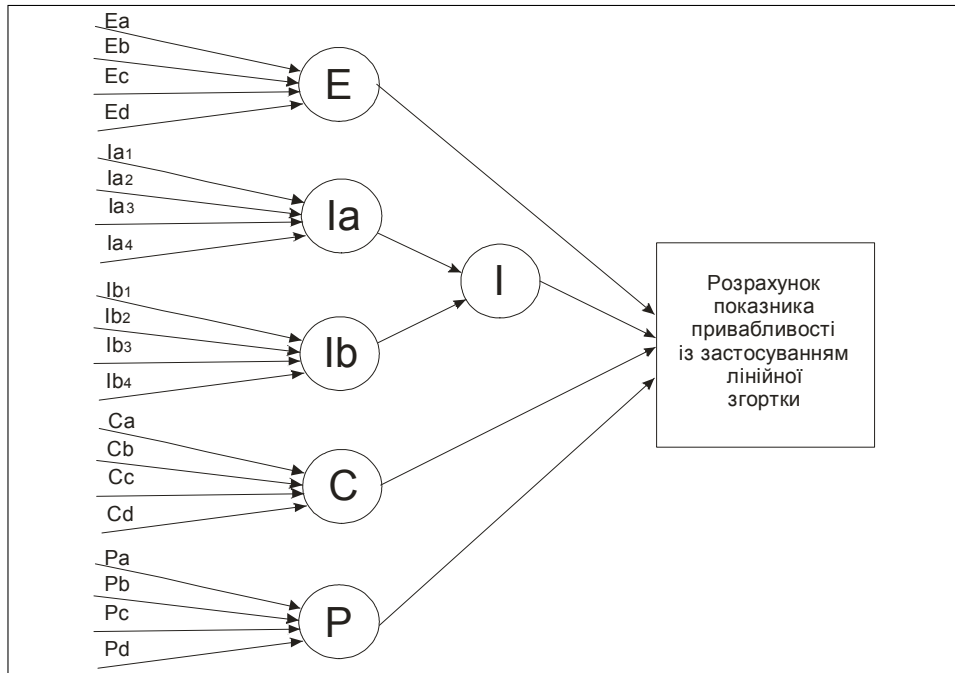 Ea
Eb
Ec
Ed
E
Ia1
Ia2
Ia3
Ia4
Ia
Ib1
Ib2
Ib3
Ib4
Ib
I
Ca
Cb
Cc
Cd
C
Pa
Pb
Pc
Pd
P
Розрахунок
показника
привабливості
із застосуванням
лінійної
згортки